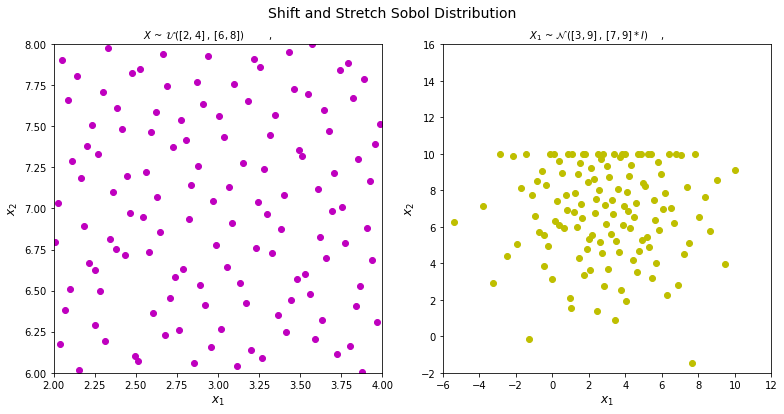 Shift and Stretch Sobol Distribution
X ~ 𝒰([2, 4] , [6, 8]) ,
X₁ ~ 𝒩([3, 9] , [7, 9] * I) ,
8.00
7.75
7.50
7.25
7.00
6.75
6.50
6.25
6.00
x₂
2.00 2.25 2.50 2.75 3.00 3.25 3.50 3.75 4.00
x₁
16
14
12
10
8
6
4
2
0
−2
x₂
−6 −4 −2 0 2 4 6 8 10 12
x₁